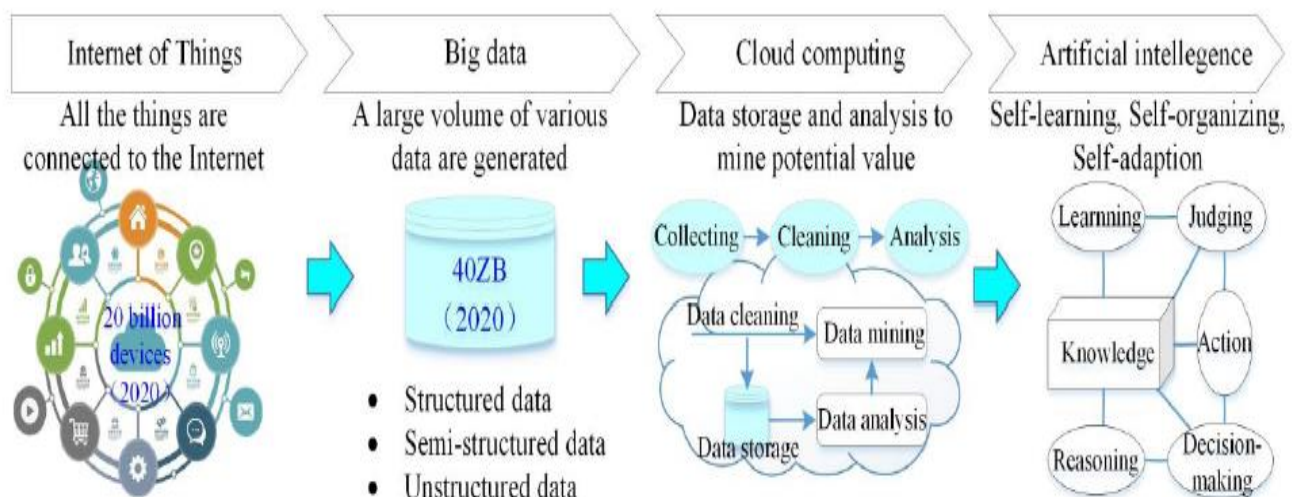 Internet of Things
Big data
Cloud computing
Artificial intellegence
All the things are
connected to the Internet
A large volume of various
data are generated
Data storage and analysis to
mine potential value
Self-learning, Self-organizing,
Self-adaption
20 billion
devices
(2020)
40ZB
(2020)
• Structured data
• Semi-structured data
• Unstructured data
Collecting
Cleaning
Analysis
Data cleaning
Data mining
Data storage
Data analysis
Learnning
Judging
Knowledge
Action
Reasoning
Decision-
making